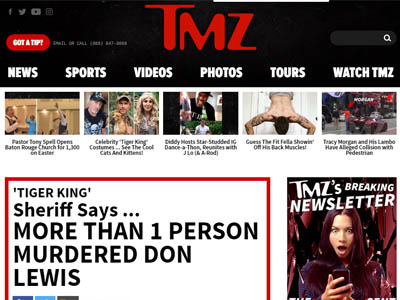 TMZ
GOT A TIP?
EMAIL OR CALL (888) 847-9869
NEWS SPORTS VIDEOS PHOTOS TOURS WATCH TMZ
MORGAN
Pastor Tony Spell Opens
Baton Rouge Church for 1,300
on Easter
Celebrity 'Tiger King'
Costumes ... See The Cool
Cats And Kittens!
Diddy Hosts Star-Studded IG
Dance-a-Thon, Reunites with
J Lo (& A-Rod)
Guess The Fit Fella Showin'
Off His Back Muscles!
Tracy Morgan and His Lambo
Have Alleged Collision with
Pedestrian
'TIGER KING'
Sheriff Says ...
MORE THAN 1 PERSON
MURDERED DON
LEWIS
TMZ's BREAKING
NEWSLETTER